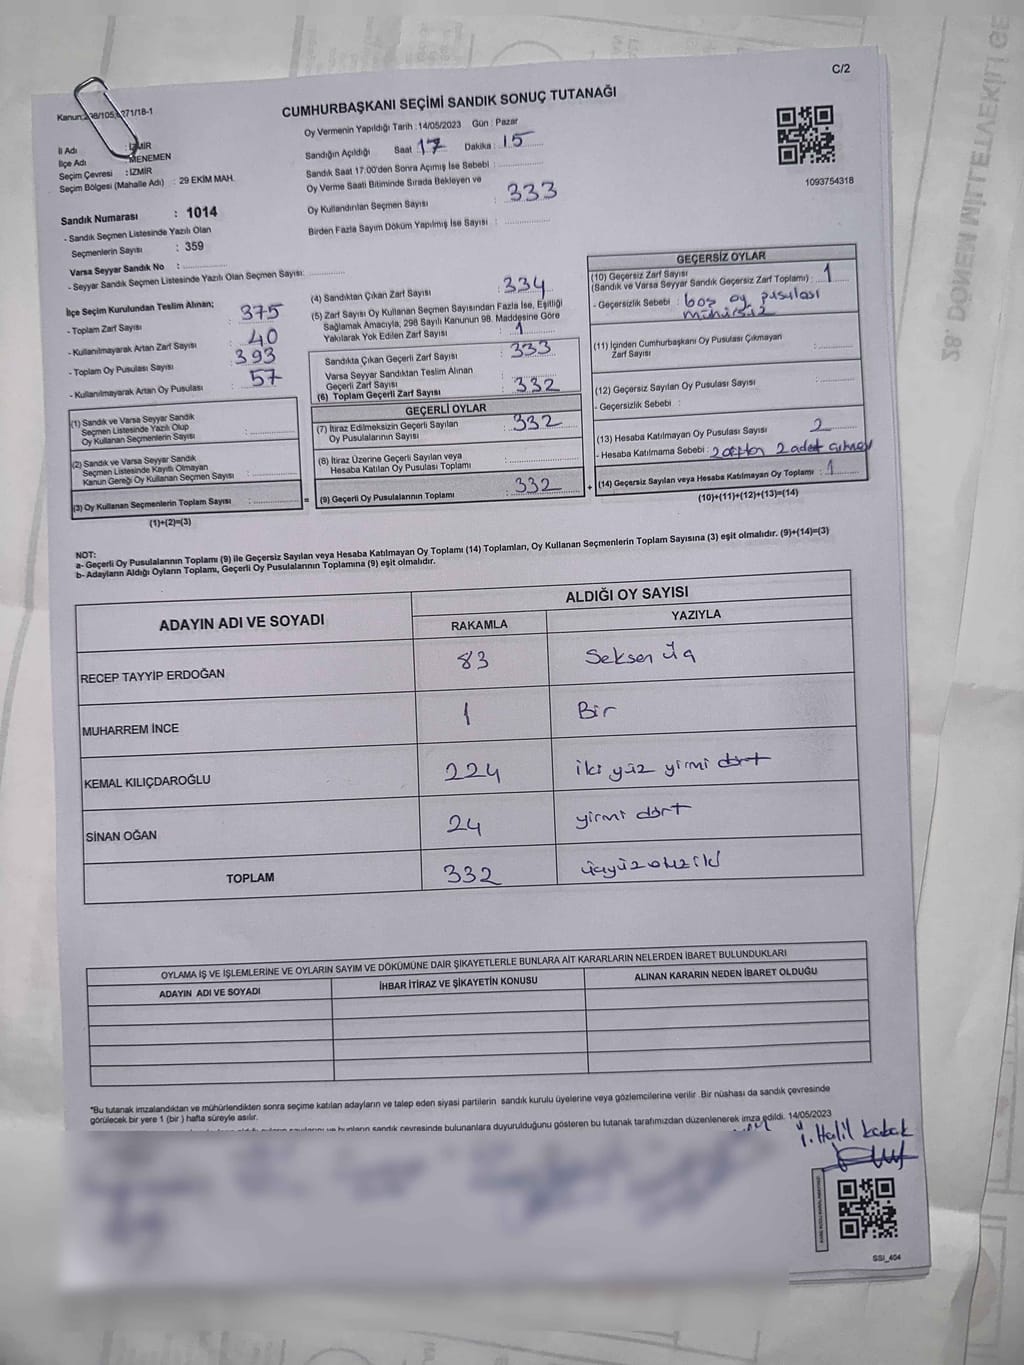 C/2
CUMHURBAŞKANI SEÇİMİ SANDIK SONUÇ TUTANAĞI
İl Adı : İZMİR
İlçe Adı : MENEMEN
Seçim Çevresi : İZMİR
Seçim Bölgesi (Mahalle Adı) : 29 EKİM MAH.
Oy Vermenin Yapıldığı Tarih : 14/05/2023 Gün : Pazar
Sandığın Açıldığı Saat 17 Dakika : 15
Sandık Saat 17:00'den Sonra Açımış İse Sebebi :
Oy Verme Saati Bitiminde Sırada Bekleyen ve
Oy Kullandırılan Seçmen Sayısı : 333
Birden Fazla Sayım Döküm Yapılmış İse Sayısı :
1093754318
Sandık Numarası : 1014
- Sandık Seçmen Listesinde Yazılı Olan
Seçmenlerin Sayısı : 359
Varsa Seyyar Sandık No :
- Seyyar Sandık Seçmen Listesinde Yazılı Olan Seçmen Sayısı:
İlçe Seçim Kurulundan Teslim Alınan;
- Toplam Zarf Sayısı : 375
- Kullanılmayarak Artan Zarf Sayısı : 40
- Toplam Oy Pusulası Sayısı : 393
- Kullanılmayarak Artan Oy Pusulası : 57
(1) Sandık ve Varsa Seyyar Sandık
Seçmen Listesinde Yazılı Olup
Oy Kullanan Seçmenlerin Sayısı :
(2) Sandık ve Varsa Seyyar Sandık
Seçmen Listesinde Kayıtlı Olmayan
Kanun Gereği Oy Kullanan Seçmen Sayısı :
(3) Oy Kullanan Seçmenlerin Toplam Sayısı : =
(1)+(2)=(3)
(4) Sandıktan Çıkan Zarf Sayısı : 334
(5) Zarf Sayısı Oy Kullanan Seçmen Sayısından Fazla İse, Eşitliği
Sağlamak Amacıyla, 298 Sayılı Kanunun 98. Maddesine Göre
Yakılarak Yok Edilen Zarf Sayısı : 1
Sandıkta Çıkan Geçerli Zarf Sayısı : 333
Varsa Seyyar Sandıktan Teslim Alınan
Geçerli Zarf Sayısı :
(6) Toplam Geçerli Zarf Sayısı : 332
GEÇERLİ OYLAR
(7) İtiraz Edilmeksizin Geçerli Sayılan
Oy Pusulalarının Sayısı : 332
(8) İtiraz Üzerine Geçerli Sayılan veya
Hesaba Katılan Oy Pusulası Toplamı :
(9) Geçerli Oy Pusulalarının Toplamı : 332 +
GEÇERSİZ OYLAR
(10) Geçersiz Zarf Sayısı
(Sandık ve Varsa Seyyar Sandık Geçersiz Zarf Toplamı) : 1
- Geçersizlik Sebebi : boş oy pusulası
mühürsüz
(11) İçinden Cumhurbaşkanı Oy Pusulası Çıkmayan
Zarf Sayısı :
(12) Geçersiz Sayılan Oy Pusulası Sayısı :
- Geçersizlik Sebebi :
(13) Hesaba Katılmayan Oy Pusulası Sayısı : 2
- Hesaba Katılmama Sebebi : 2 adet
(14) Geçersiz Sayılan veya Hesaba Katılmayan Oy Toplamı : 1
(10)+(11)+(12)+(13)=(14)
NOT:
a- Geçerli Oy Pusulalarının Toplamı (9) ile Geçersiz Sayılan veya Hesaba Katılmayan Oy Toplamı (14) Toplamları, Oy Kullanan Seçmenlerin Toplam Sayısına (3) eşit olmalıdır. (9)+(14)=(3)
b- Adayların Aldığı Oyların Toplamı, Geçerli Oy Pusulalarının Toplamına (9) eşit olmalıdır.
ADAYIN ADI VE SOYADI ALDIĞI OY SAYISI
RAKAMLA YAZIYLA
RECEP TAYYİP ERDOĞAN 83 Seksen üç
MUHARREM İNCE 1 Bir
KEMAL KILIÇDAROĞLU 224 iki yüz yirmi dört
SİNAN OĞAN 24 yirmi dört
TOPLAM 332 üçyüzotuziki
OYLAMA İŞ VE İŞLEMLERİNE VE OYLARIN SAYIM VE DÖKÜMÜNE DAİR ŞİKAYETLERLE BUNLARA AİT KARARLARIN NELERDEN İBARET BULUNDUKLARI
ADAYIN ADI VE SOYADI İHBAR İTİRAZ VE ŞİKAYETİN KONUSU ALINAN KARARIN NEDEN İBARET OLDUĞU
"Bu tutanak imzalandıktan ve mühürlendikten sonra seçime katılan adayların ve talep eden siyasi partilerin sandık kurulu üyelerine veya gözlemcilerine verilir. Bir nüshası da sandık çevresinde
görülecek bir yere 1 (bir) hafta süreyle asılır.
bunların sandık çevresinde bulunanlara duyurulduğunu gösteren bu tutanak tarafımızdan düzenlenerek imza edildi. 14/05/2023
Halil kabak
SSI_404
28. DÖNEM MİLLETVEKİLİ GE